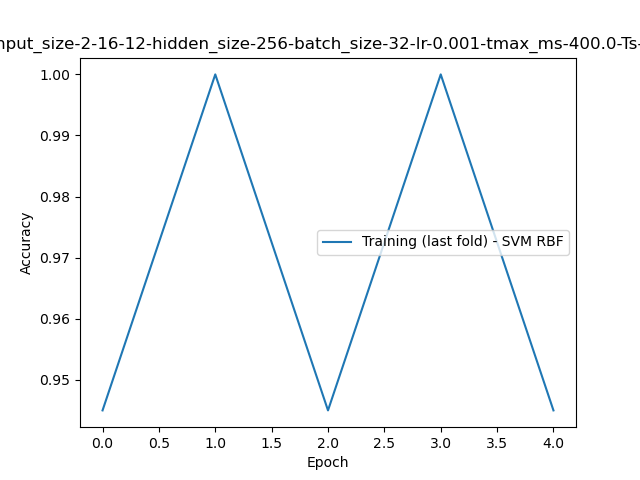 nput_size-2-16-12-hidden_size-256-batch_size-32-lr-0.001-tmax_ms-400.0-Ts-
1.00
0.99
0.98
0.97
0.96
0.95
Accuracy
Training (last fold) - SVM RBF
0.0 0.5 1.0 1.5 2.0 2.5 3.0 3.5 4.0
Epoch